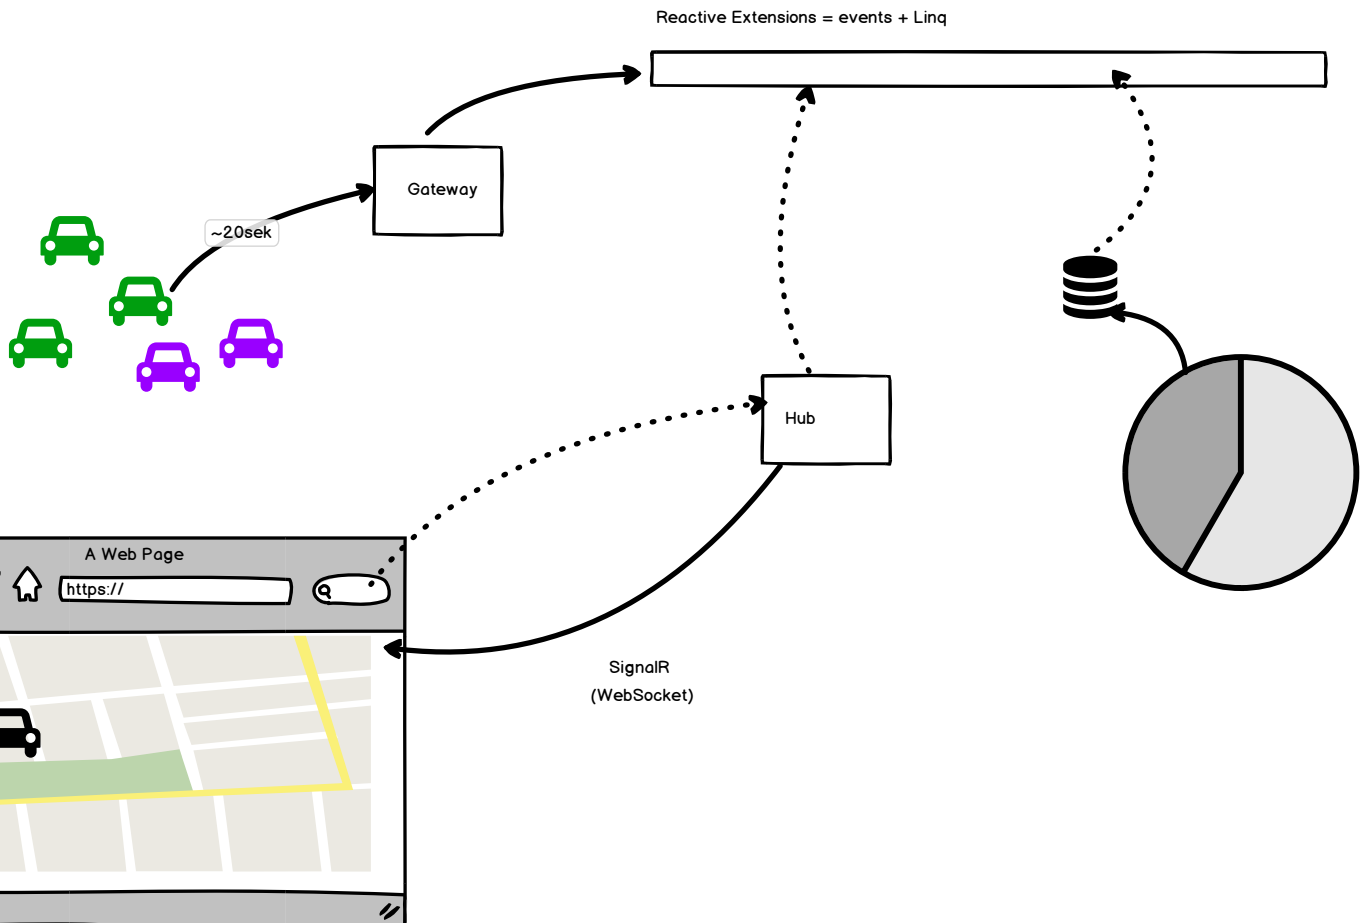 Reactive Extensions = events + Linq
Gateway
~20sek
Hub
A Web Page
https://
SignalR
(WebSocket)